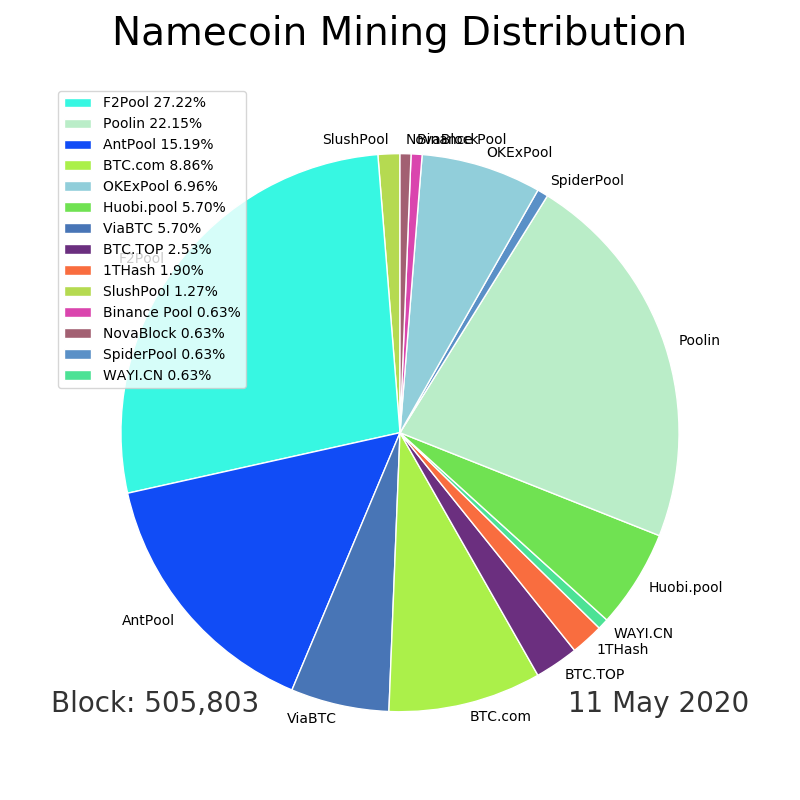 Namecoin Mining Distribution
F2Pool 27.22%
Poolin 22.15%
AntPool 15.19%
BTC.com 8.86%
OKExPool 6.96%
Huobi.pool 5.70%
ViaBTC 5.70%
BTC.TOP 2.53%
1THash 1.90%
SlushPool 1.27%
Binance Pool 0.63%
NovaBlock 0.63%
SpiderPool 0.63%
WAYI.CN 0.63%
SlushPool
NovaBlock
Binance Pool
OKExPool
SpiderPool
F2Pool
Poolin
Huobi.pool
AntPool
WAYI.CN
1THash
BTC.TOP
ViaBTC
BTC.com
Block: 505,803
11 May 2020